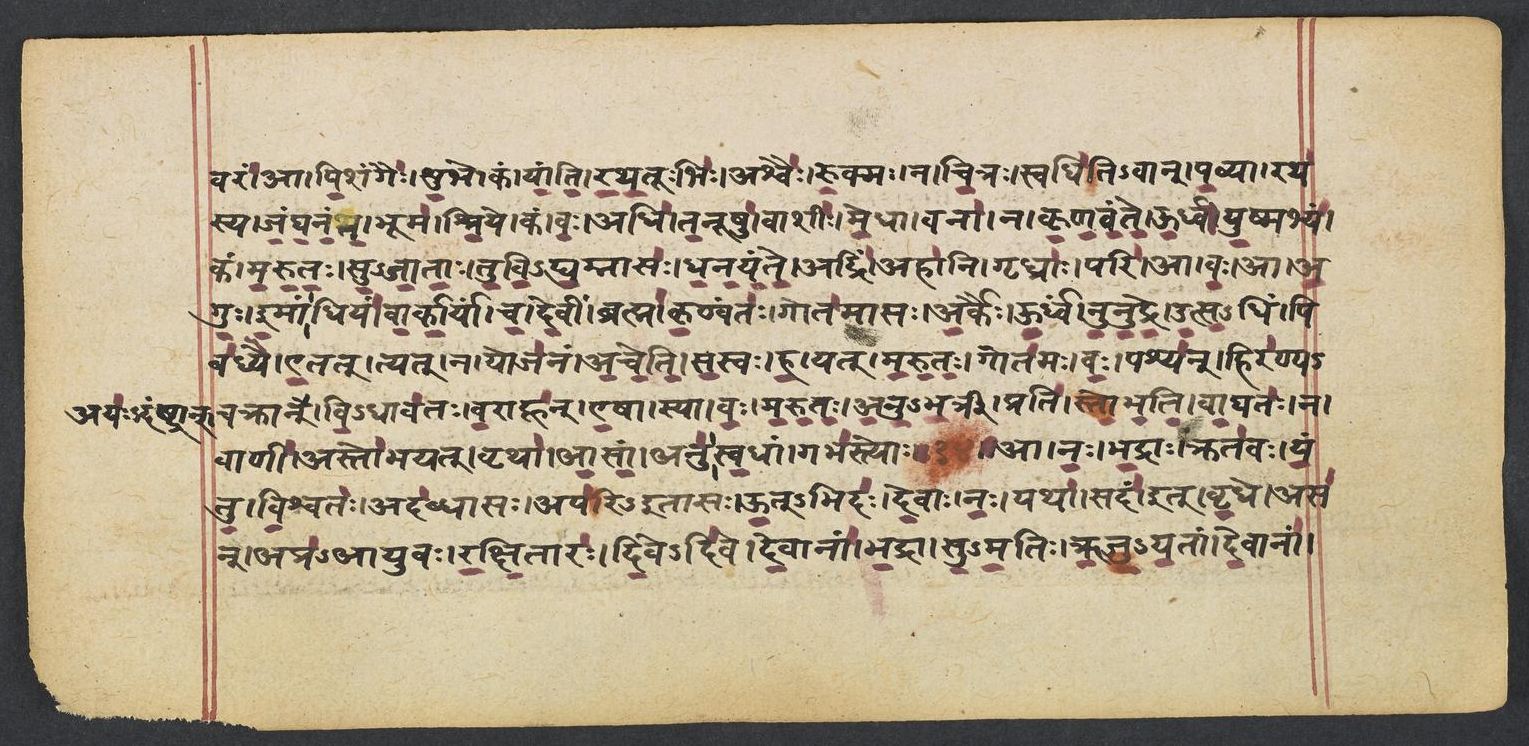 वरं।आ।पिशंगैः।शुभे।कं।यांति।रथतूःभिः।अश्वैः।रुक्मः।न।चित्रः।स्वधितिऽवान्।पव्या।रथ
स्य।जंघनंत।भूम।श्रिये।कं।वः।अधि।तनूषु।वाशीः।मेधा।वना।न।कृणवंते।ऊर्ध्वा।युष्मभ्यं।
कं।मरुतः।सुऽजाताः।तुविऽद्युम्नासः।धनयंते।अद्रिं।अहानि।गृध्राः।परि।आ।वः।आ।अ
गुः।इमां।धियं।वार्कार्यां।च।देवीं।ब्रह्म।कृण्वंतः।गोतमासः।अर्कैः।ऊर्ध्वं।नुनुद्रे।उत्सऽधिं।पि
बध्यै।एतत्।त्यत्।न।योजनं।अचेति।सस्वः।ह।यत्।मरुतः।गोतमः।वः।पश्यन्।हिरण्यऽ
अयःऽदंष्ट्रान्
चक्रान्।विऽधावतः।वराहून्।एषा।स्या।वः।मरुतः।अनुऽभर्त्री।प्रति।स्तोभति।वाघतः।न।
वाणी।अस्तोभयत्।वृथा।आसां।अनु।स्वधां।गभस्त्योः॥ ॥आ।नः।भद्राः।क्रतवः।यं
तु।विश्वतः।अदब्धासः।अपरिऽइतासः।उत्ऽभिदः।देवाः।नः।यथा।सदं।इत्।वृधे।अस
न्।अप्रऽआयुवः।रक्षितारः।दिवेऽदिवे।देवानां।भद्रा।सुऽमतिः।ऋजुऽयतां।देवानां।